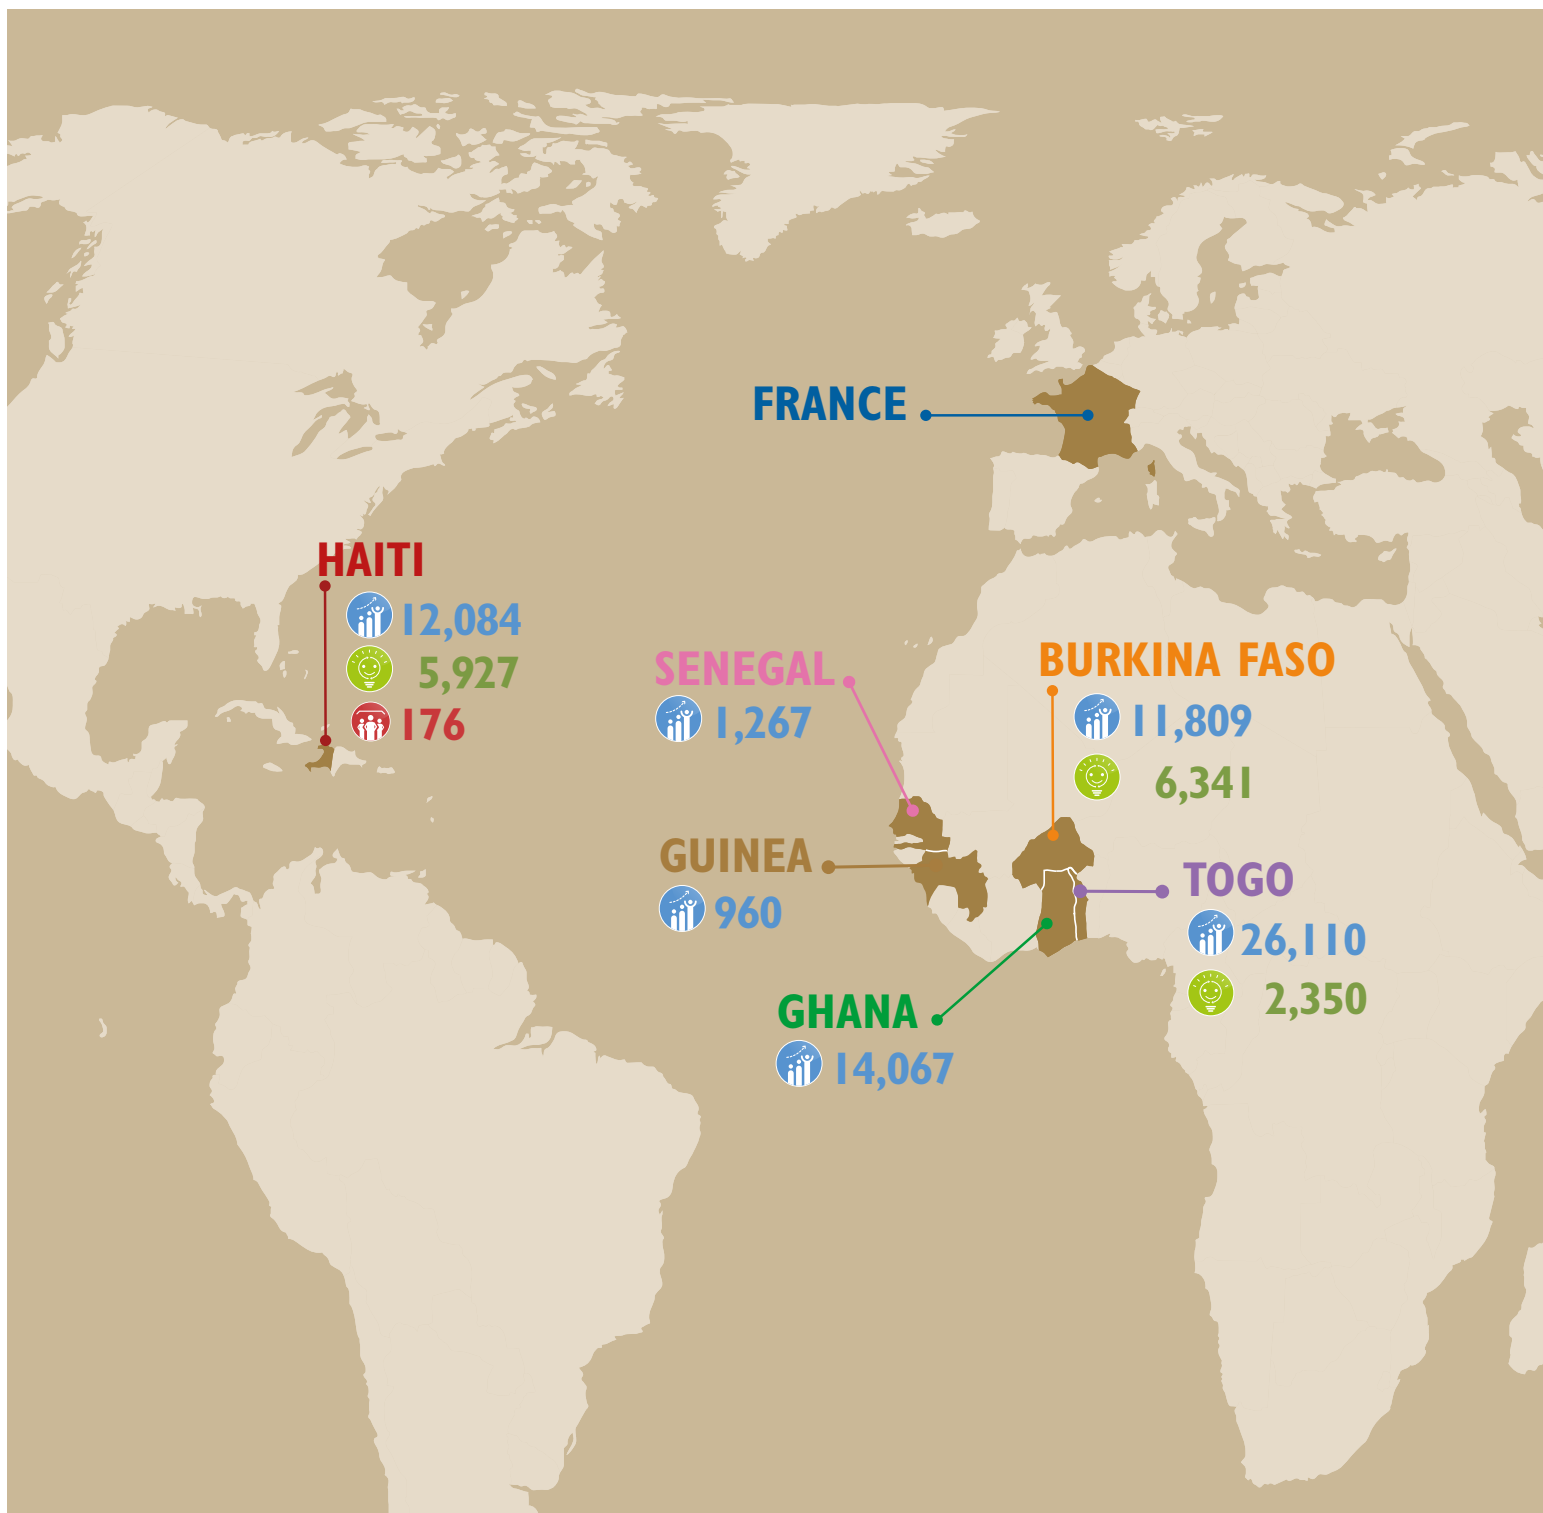 FRANCE
HAITI
12,084
5,927
176
SENEGAL
1,267
BURKINA FASO
11,809
6,341
GUINEA
960
TOGO
26,110
2,350
GHANA
14,067